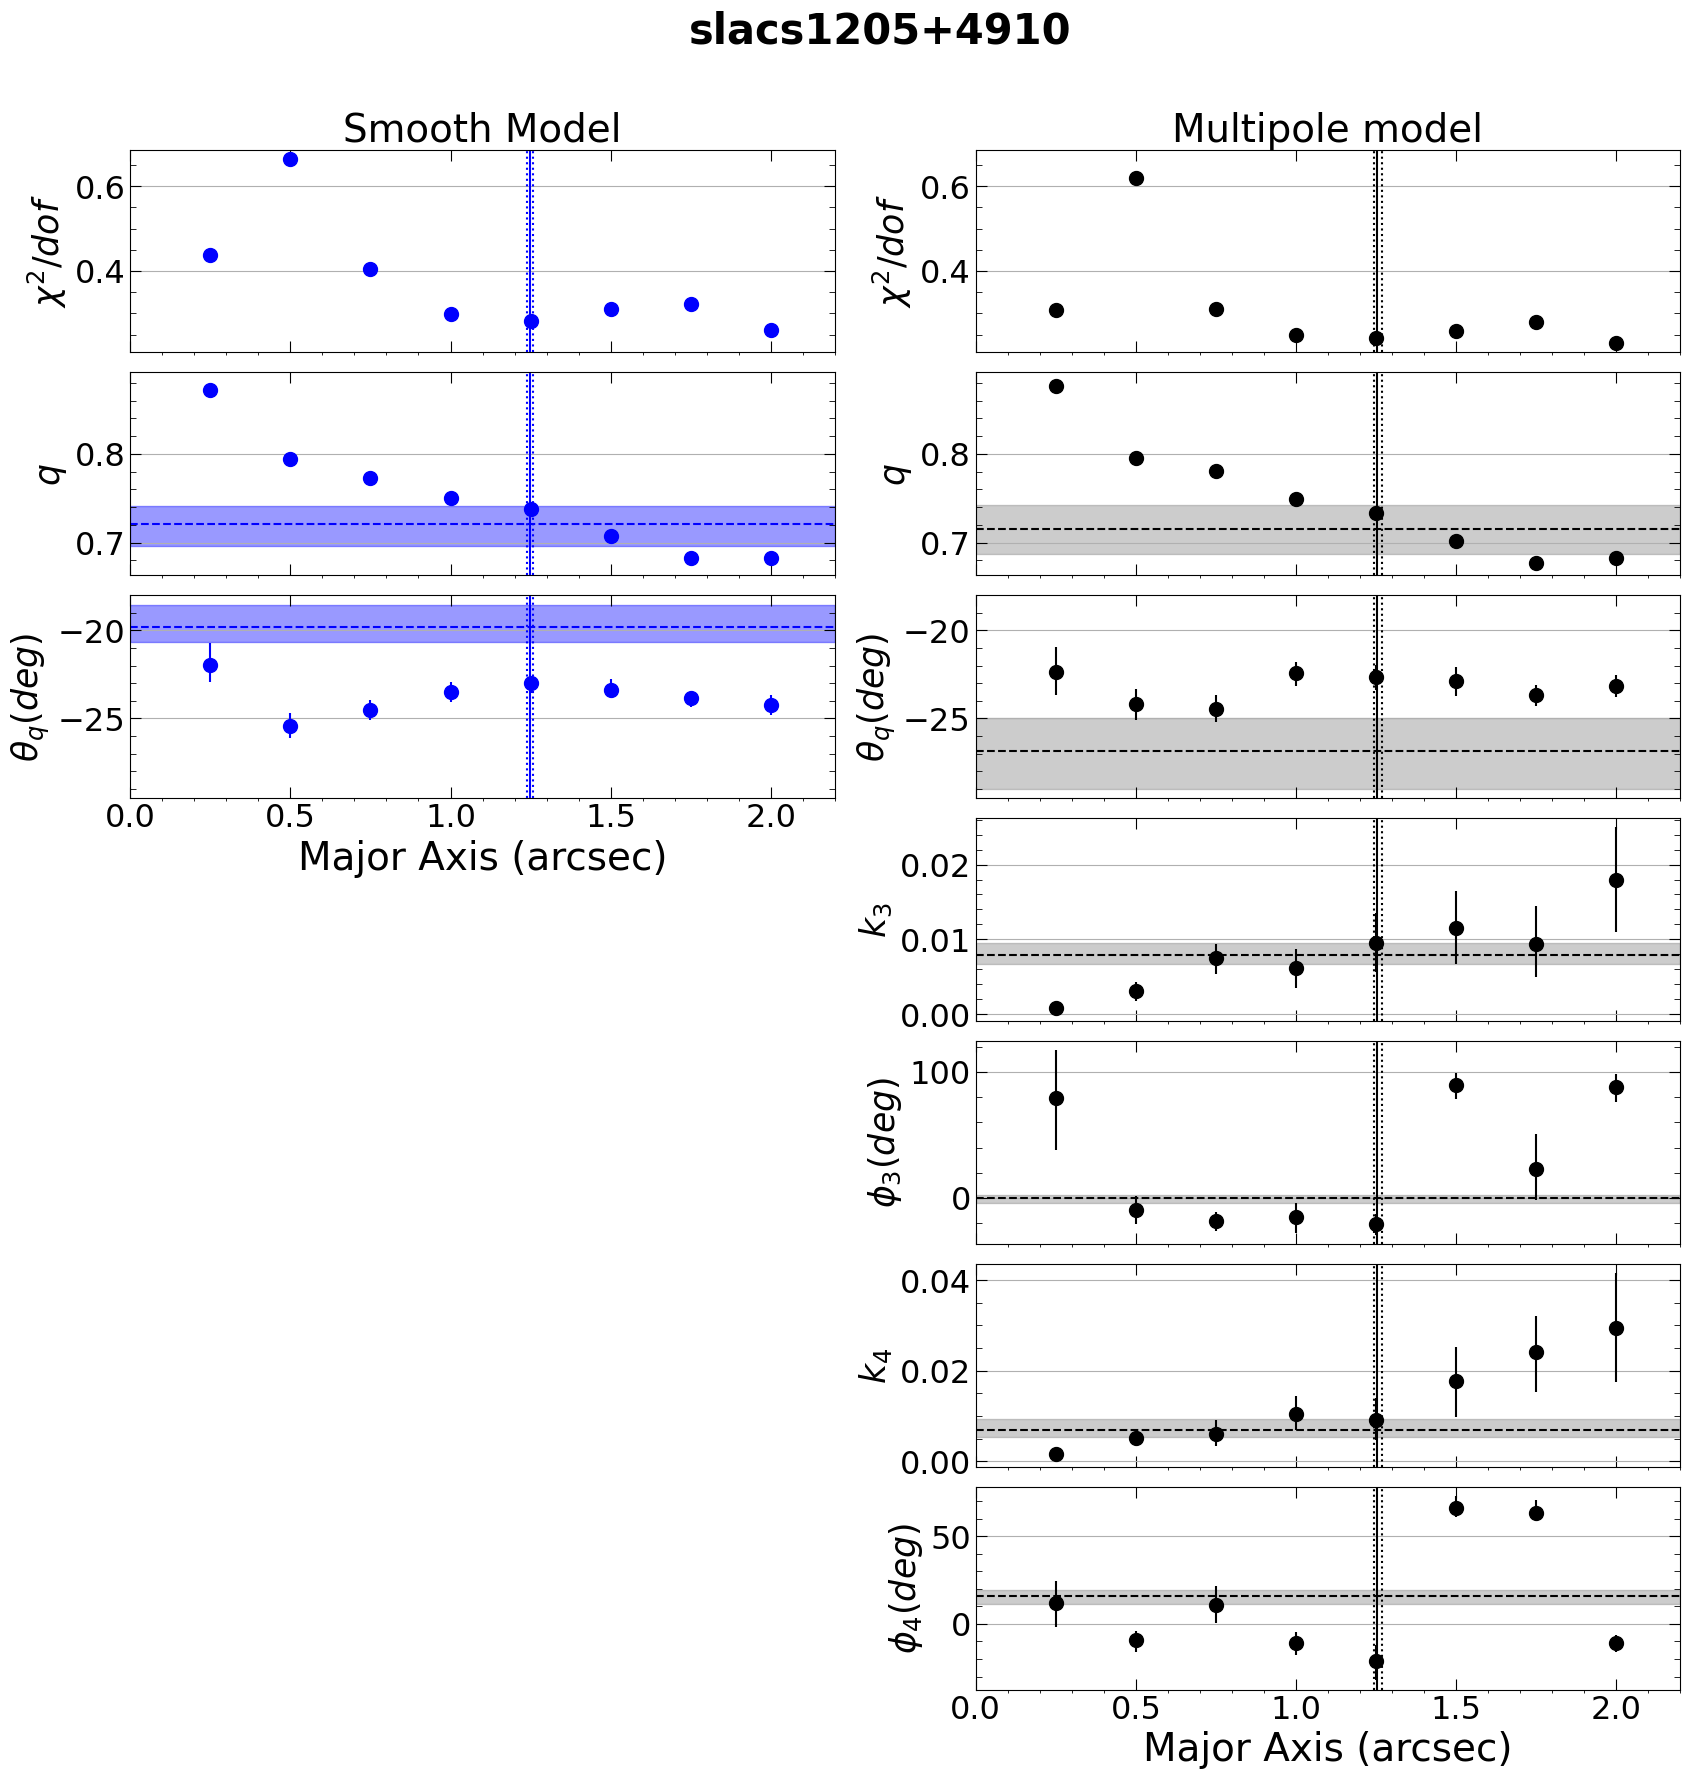 slacs1205+4910
Smooth Model
χ²/dof
0.6
0.4
q
0.8
0.7
θ_q(deg)
−20
−25
0.0 0.5 1.0 1.5 2.0
Major Axis (arcsec)
Multipole model
χ²/dof
0.6
0.4
q
0.8
0.7
θ_q(deg)
−20
−25
k₃
0.02
0.01
0.00
ϕ₃(deg)
100
0
k₄
0.04
0.02
0.00
ϕ₄(deg)
50
0
0.0 0.5 1.0 1.5 2.0
Major Axis (arcsec)